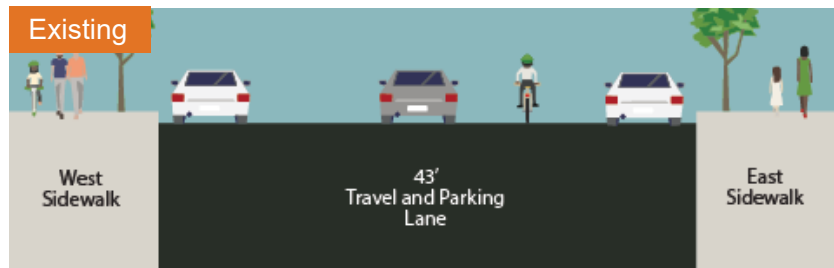 Existing
West
Sidewalk
43′
Travel and Parking
Lane
East
Sidewalk